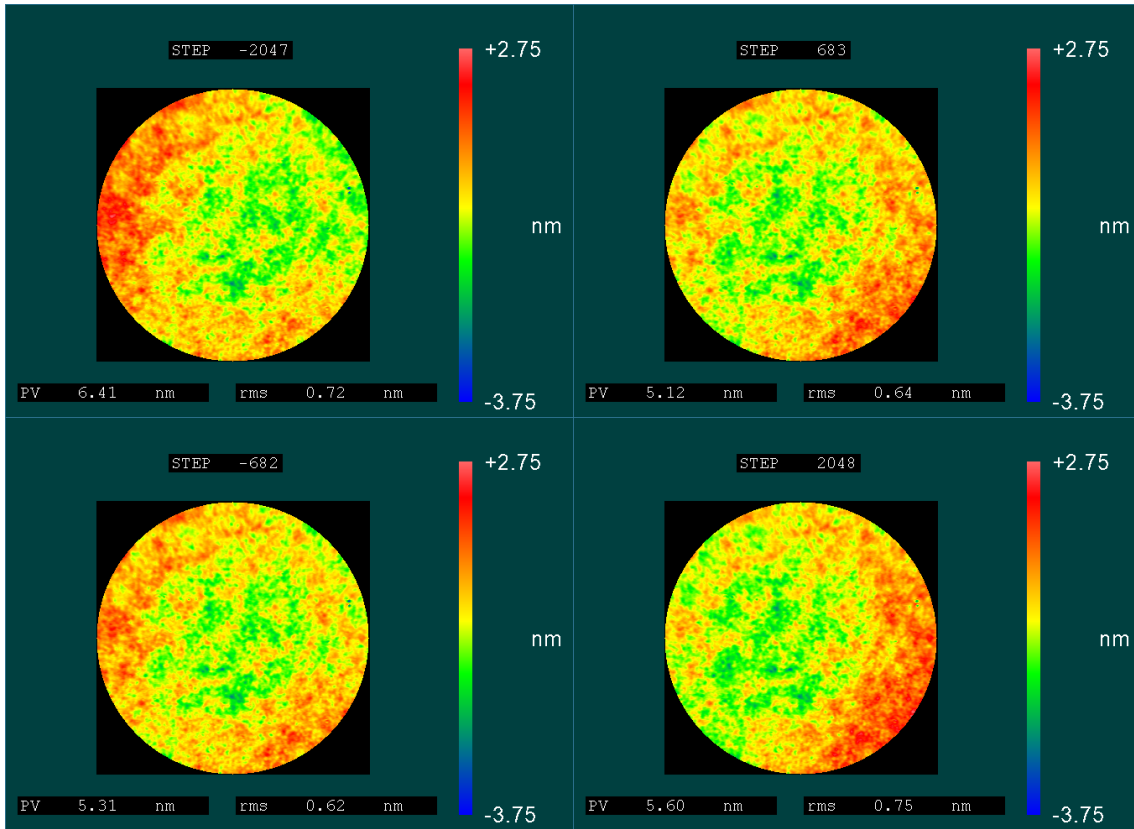 STEP -2047
+2.75
nm
-3.75
PV 6.41 nm rms 0.72 nm
STEP 683
+2.75
nm
-3.75
PV 5.12 nm rms 0.64 nm
STEP -682
+2.75
nm
-3.75
PV 5.31 nm rms 0.62 nm
STEP 2048
+2.75
nm
-3.75
PV 5.60 nm rms 0.75 nm